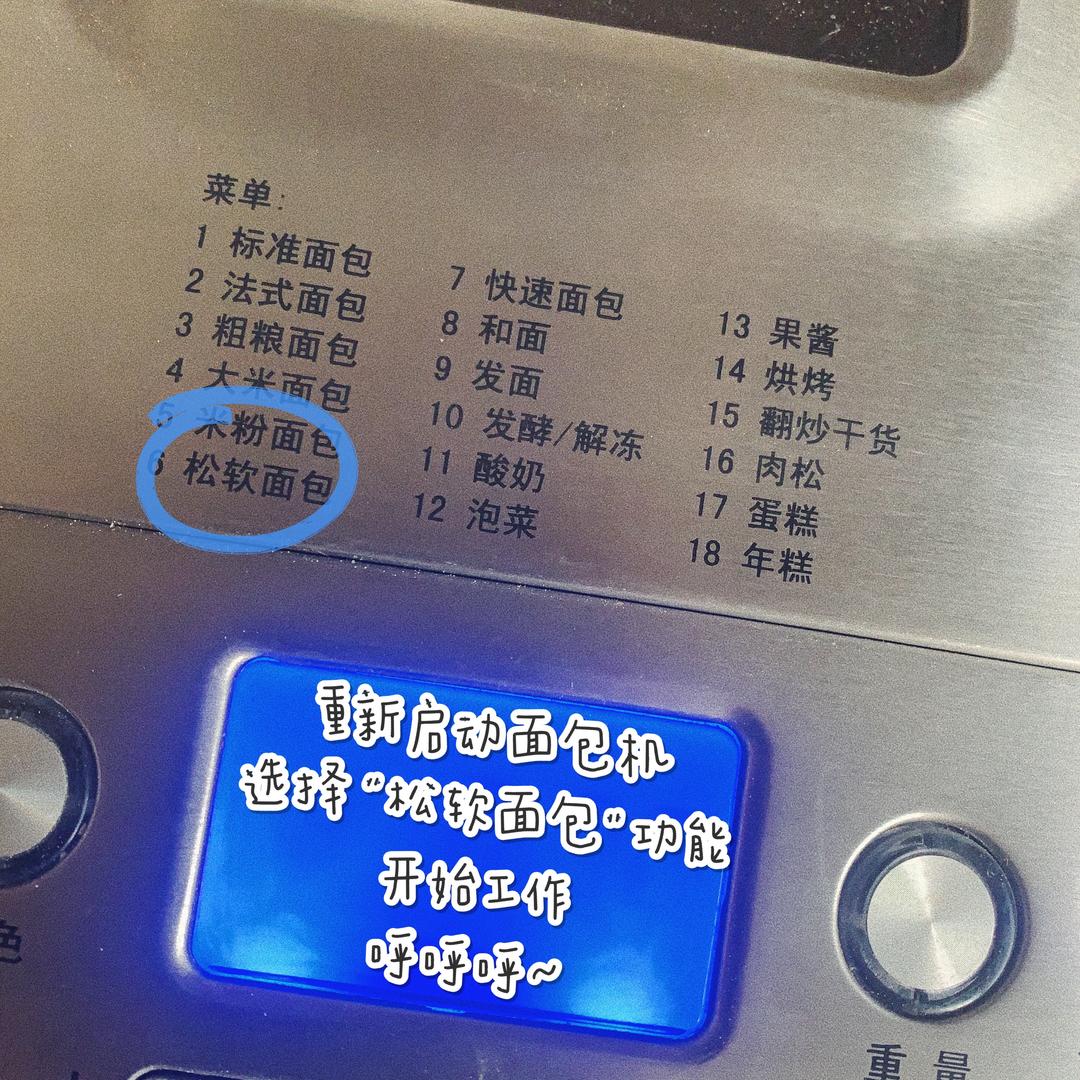 菜单:
1 标准面包
2 法式面包
3 粗粮面包
4 大米面包
5 米粉面包
6 松软面包
7 快速面包
8 和面
9 发面
10 发酵/解冻
11 酸奶
12 泡菜
13 果酱
14 烘烤
15 翻炒干货
16 肉松
17 蛋糕
18 年糕
重新启动面包机
选择“松软面包”功能
开始工作
呼呼呼~
色
重量